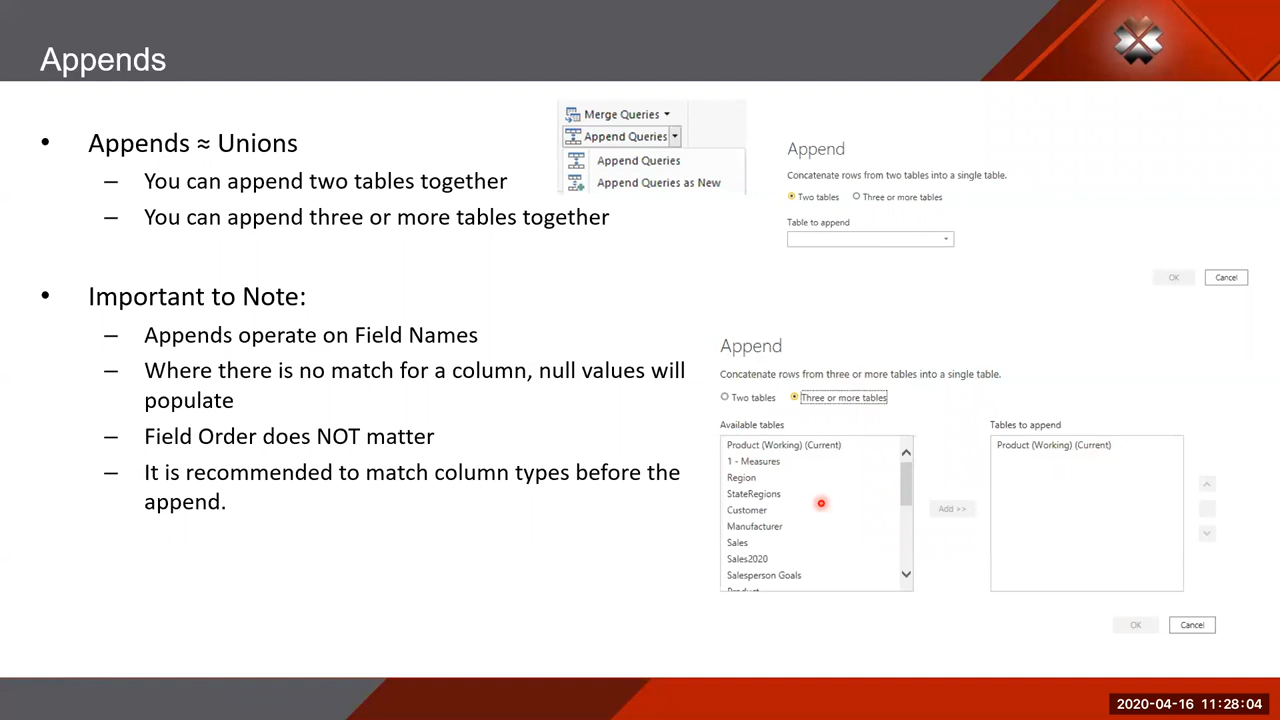 Appends
• Appends ≈ Unions
– You can append two tables together
– You can append three or more tables together
• Important to Note:
– Appends operate on Field Names
– Where there is no match for a column, null values will
populate
– Field Order does NOT matter
– It is recommended to match column types before the
append.
Merge Queries
Append Queries
Append Queries
Append Queries as New
Append
Concatenate rows from two tables into a single table.
Two tables Three or more tables
Table to append
OK Cancel
Append
Concatenate rows from three or more tables into a single table.
Two tables Three or more tables
Available tables
Product (Working) (Current)
1 - Measures
Region
StateRegions
Customer
Manufacturer
Sales
Sales2020
Salesperson Goals
Add >>
Tables to append
Product (Working) (Current)
OK Cancel
2020-04-16 11:28:04